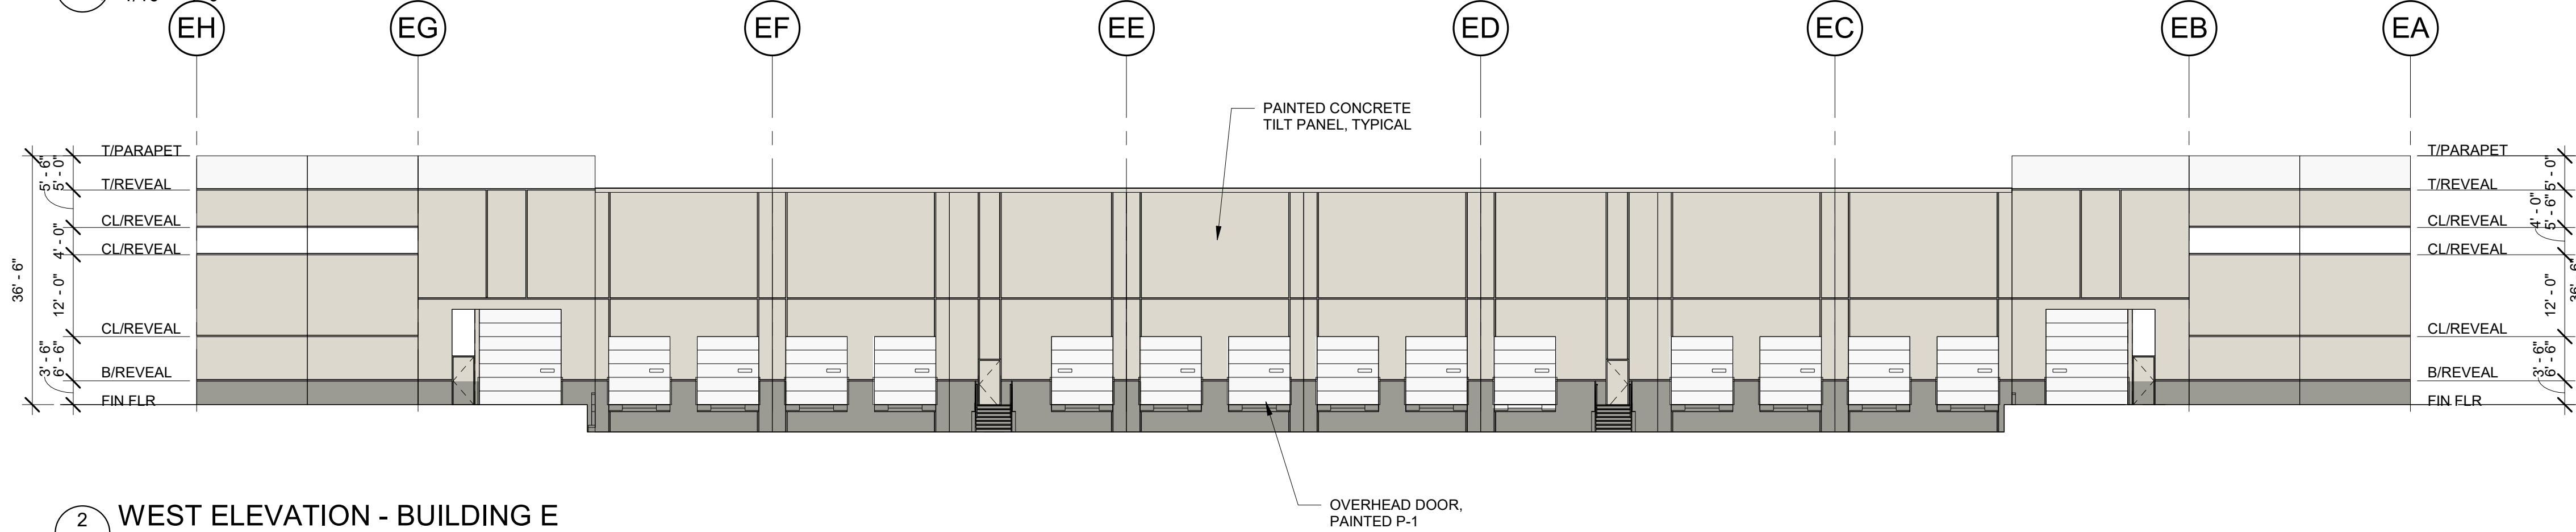 EH
EG
EF
EE
ED
EC
EB
EA
PAINTED CONCRETE
TILT PANEL, TYPICAL
T/PARAPET
T/REVEAL
CL/REVEAL
CL/REVEAL
CL/REVEAL
B/REVEAL
FIN FLR
36' - 6"
5' - 6"
5' - 0"
4' - 0"
12' - 0"
3' - 6"
6' - 6"
T/PARAPET
T/REVEAL
CL/REVEAL
CL/REVEAL
CL/REVEAL
B/REVEAL
FIN FLR
5' - 0"
4' - 0"
5' - 6"
12' - 0"
3' - 6"
6' - 6"
36' - 6"
OVERHEAD DOOR,
PAINTED P-1
2
WEST ELEVATION - BUILDING E